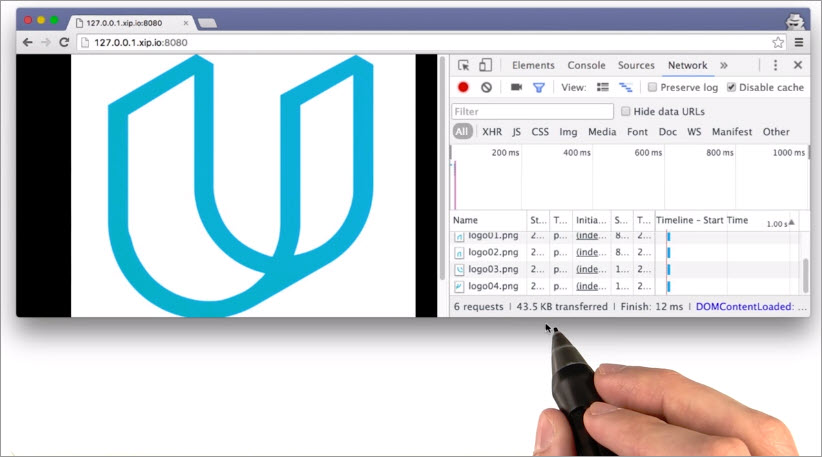 127.0.0.1.xip.io:8080
127.0.0.1.xip.io:8080
Elements Console Sources Network »
View: Preserve log Disable cache
Filter Hide data URLs
All XHR JS CSS Img Media Font Doc WS Manifest Other
200 ms 400 ms 600 ms 800 ms 1000 ms
Name St... T... Initia... S... T... Timeline – Start Time 1.00 s
logo01.png 2... p... (inde... 8... 2...
logo02.png 2... p... (inde... 8... 2...
logo03.png 2... p... (inde... 1... 2...
logo04.png 2... p... (inde... 1... 2...
6 requests | 43.5 KB transferred | Finish: 12 ms | DOMContentLoaded: ...